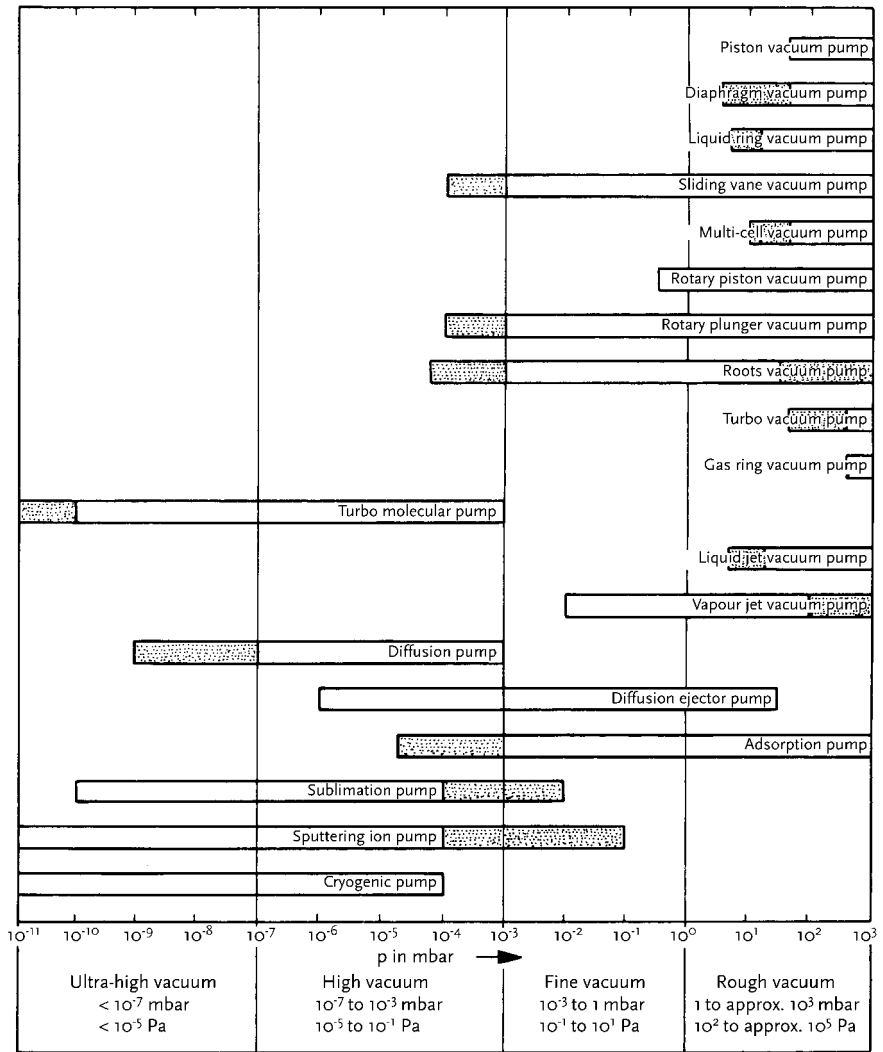 Piston vacuum pump
Diaphragm vacuum pump
Liquid ring vacuum pump
Sliding vane vacuum pump
Multi-cell vacuum pump
Rotary piston vacuum pump
Rotary plunger vacuum pump
Roots vacuum pump
Turbo vacuum pump
Gas ring vacuum pump
Turbo molecular pump
Liquid jet vacuum pump
Vapour jet vacuum pump
Diffusion pump
Diffusion ejector pump
Adsorption pump
Sublimation pump
Sputtering ion pump
Cryogenic pump
10⁻¹¹ 10⁻¹⁰ 10⁻⁹ 10⁻⁸ 10⁻⁷ 10⁻⁶ 10⁻⁵ 10⁻⁴ 10⁻³ 10⁻² 10⁻¹ 10⁰ 10¹ 10² 10³
p in mbar →
Ultra-high vacuum
< 10⁻⁷ mbar
< 10⁻⁵ Pa
High vacuum
10⁻⁷ to 10⁻³ mbar
10⁻⁵ to 10⁻¹ Pa
Fine vacuum
10⁻³ to 1 mbar
10⁻¹ to 10¹ Pa
Rough vacuum
1 to approx. 10³ mbar
10² to approx. 10⁵ Pa